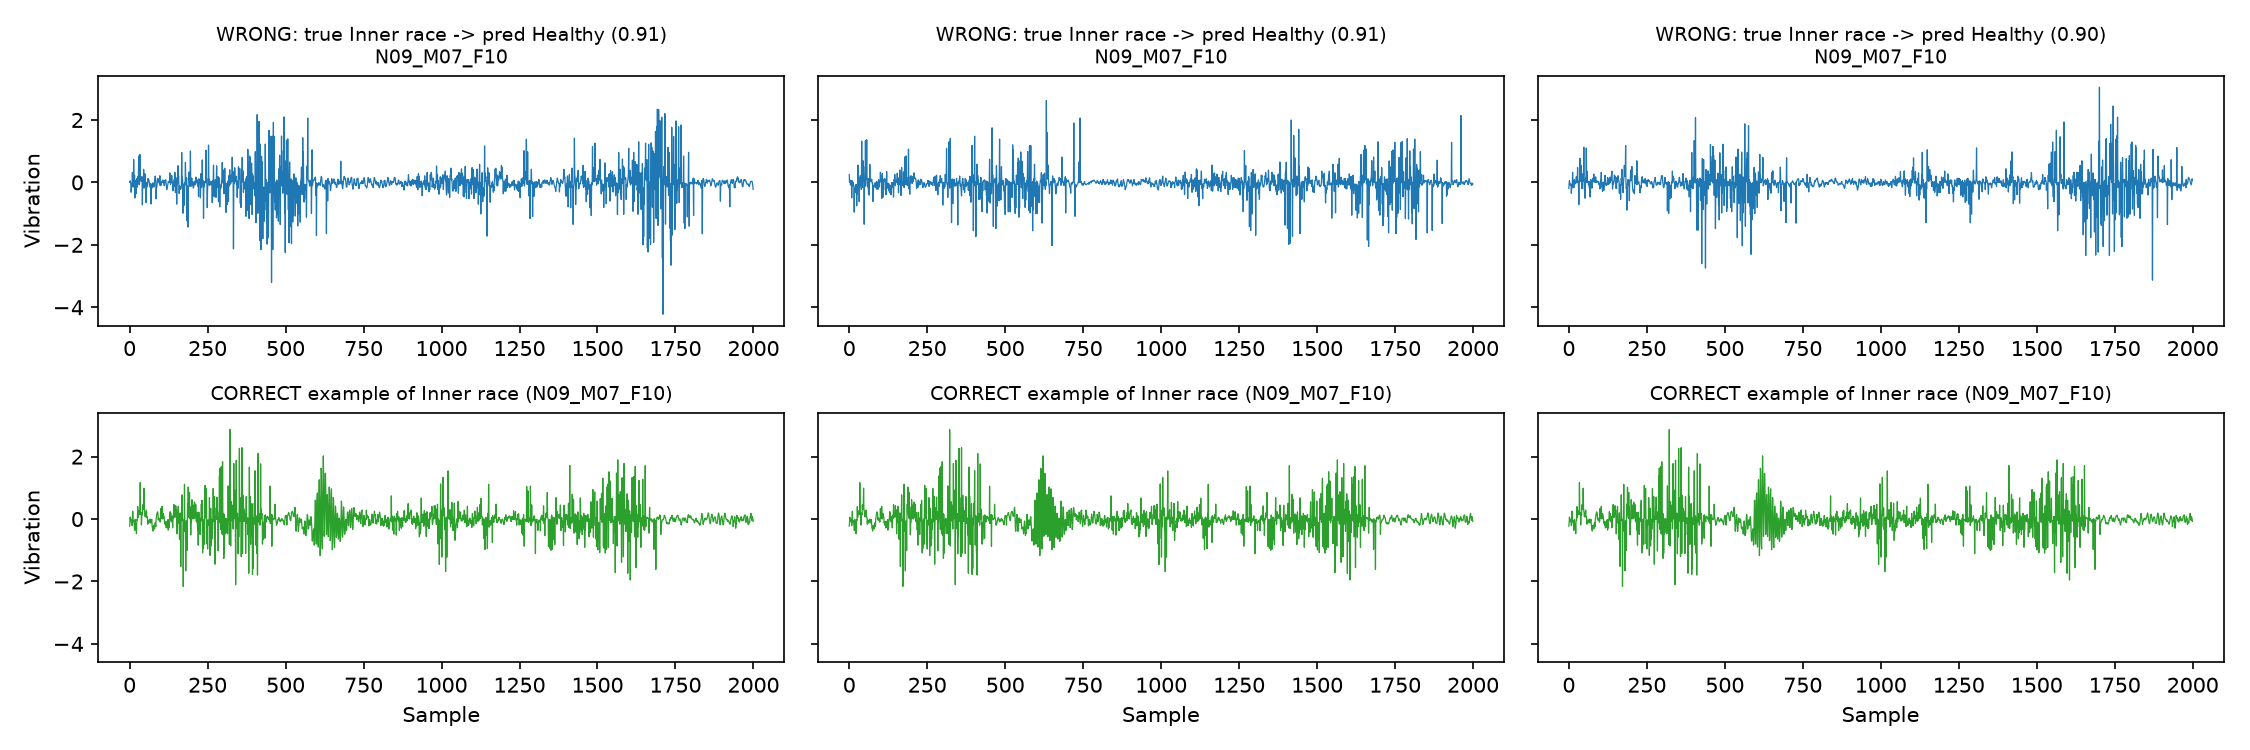 WRONG: true Inner race -> pred Healthy (0.91)
N09_M07_F10
WRONG: true Inner race -> pred Healthy (0.91)
N09_M07_F10
WRONG: true Inner race -> pred Healthy (0.90)
N09_M07_F10
Vibration
2
0
−2
−4
0 250 500 750 1000 1250 1500 1750 2000
0 250 500 750 1000 1250 1500 1750 2000
0 250 500 750 1000 1250 1500 1750 2000
CORRECT example of Inner race (N09_M07_F10)
CORRECT example of Inner race (N09_M07_F10)
CORRECT example of Inner race (N09_M07_F10)
Vibration
2
0
−2
−4
0 250 500 750 1000 1250 1500 1750 2000
Sample
0 250 500 750 1000 1250 1500 1750 2000
Sample
0 250 500 750 1000 1250 1500 1750 2000
Sample